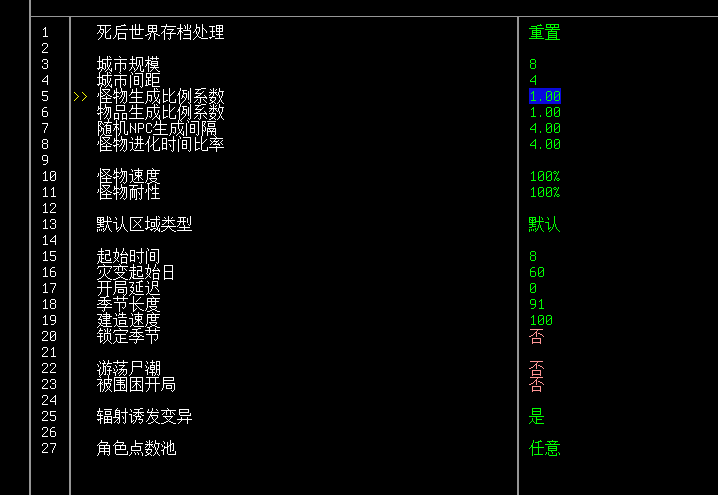 1 死后世界存档处理 重置
2
3 城市规模 8
4 城市间距 4
5 >> 怪物生成比例系数 1.00
6 物品生成比例系数 1.00
7 随机NPC生成间隔 4.00
8 怪物进化时间比率 4.00
9
10 怪物速度 100%
11 怪物耐性 100%
12
13 默认区域类型 默认
14
15 起始时间 8
16 灾变起始日 60
17 开局延迟 0
18 季节长度 91
19 建造速度 100
20 锁定季节 否
21
22 游荡尸潮 否
23 被围困开局 否
24
25 辐射诱发变异 是
26
27 角色点数池 任意